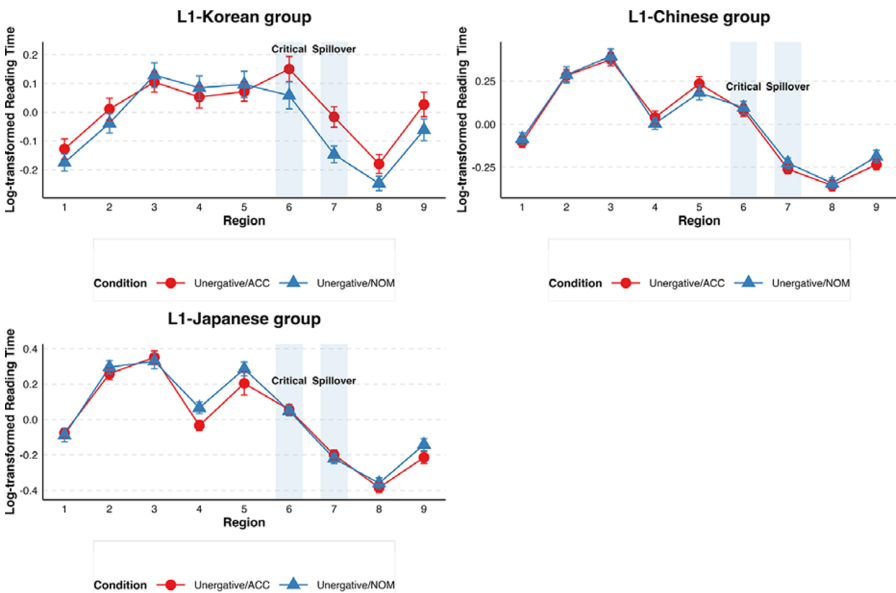 L1-Korean group
Log-transformed Reading Time
0.2
0.1
0.0
-0.1
-0.2
Critical Spillover
1 2 3 4 5 6 7 8 9
Region
Condition Unergative/ACC Unergative/NOM
L1-Chinese group
Log-transformed Reading Time
0.25
0.00
-0.25
Critical Spillover
1 2 3 4 5 6 7 8 9
Region
Condition Unergative/ACC Unergative/NOM
L1-Japanese group
Log-transformed Reading Time
0.4
0.2
0.0
-0.2
-0.4
Critical Spillover
1 2 3 4 5 6 7 8 9
Region
Condition Unergative/ACC Unergative/NOM